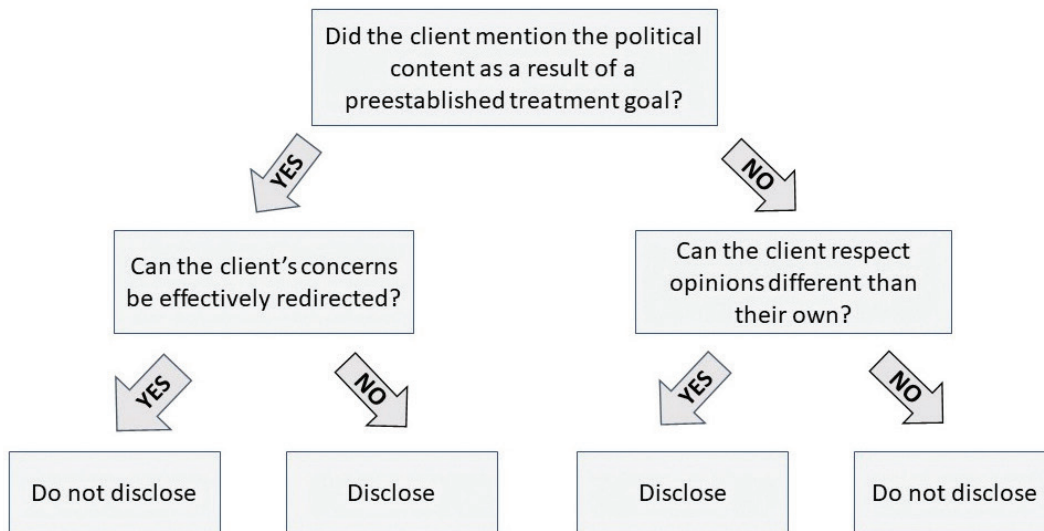 Did the client mention the political
content as a result of a
preestablished treatment goal?
YES
NO
Can the client's concerns
be effectively redirected?
Can the client respect
opinions different than
their own?
YES
NO
YES
NO
Do not disclose
Disclose
Disclose
Do not disclose